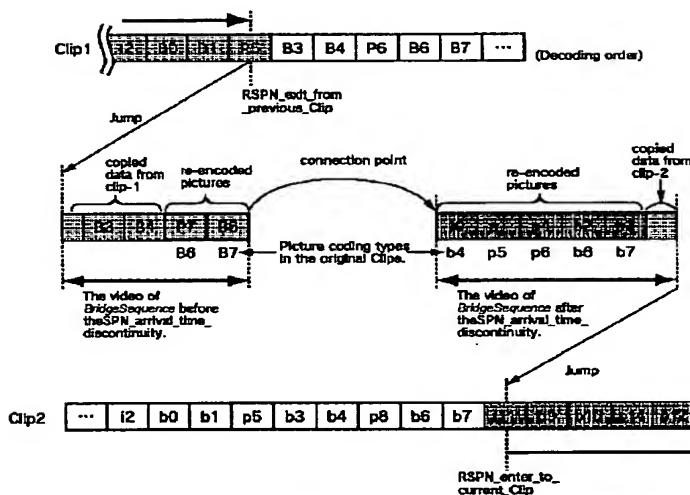 Clip1
i2 b0 b1 B3 B4 P6 B6 B7 ...
(Decoding order)
RSPN_exit_from
_previous_Clip
Jump
copied
data from
clip-1
re-encoded
pictures
connection point
re-encoded
pictures
copied
data from
clip-2
B3 B4 P7
B6 B7
Picture coding types
in the original Clips.
b4 p5 p6 b6 b7
The video of
BridgeSequence before
theSPN_arrival_time_
discontinuity.
The video of
BridgeSequence after
theSPN_arrival_time_
discontinuity.
Jump
Clip2
... i2 b0 b1 p5 b3 b4 p8 b6 b7
RSPN_enter_to_
current_Clip